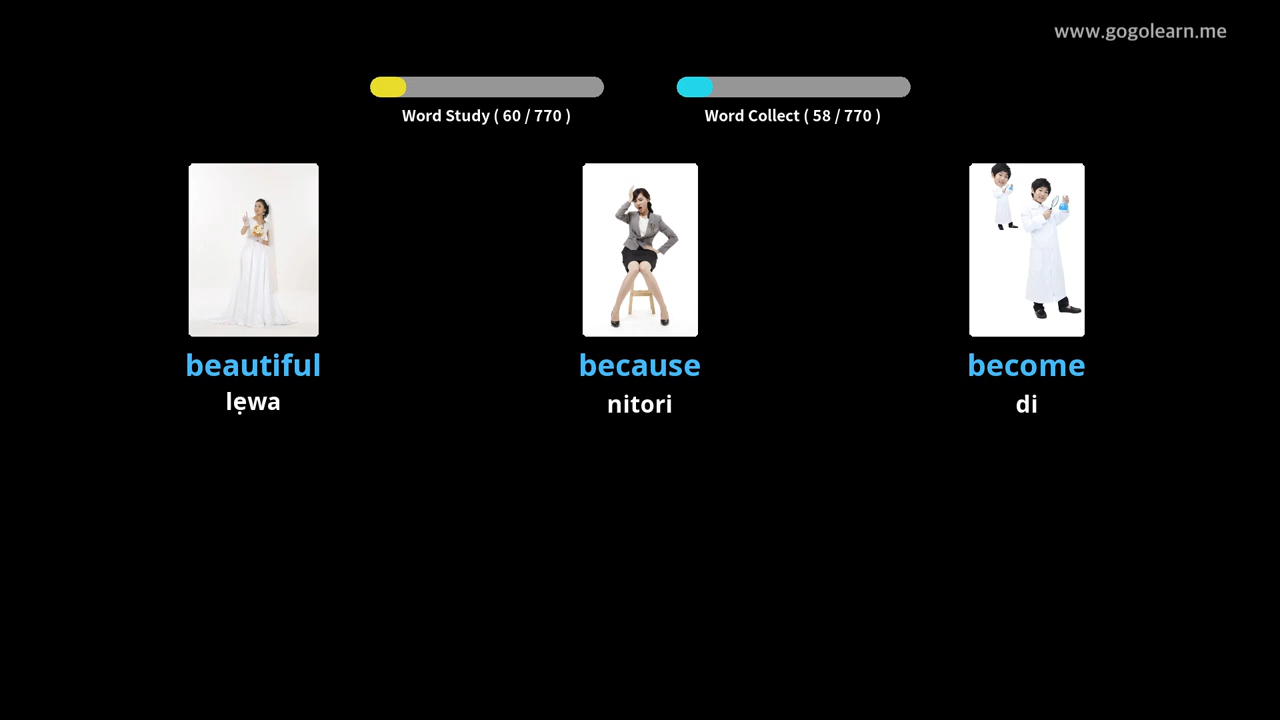 www.gogolearn.me
Word Study ( 60 / 770 )
Word Collect ( 58 / 770 )
beautiful
lẹwa
because
nitori
become
di